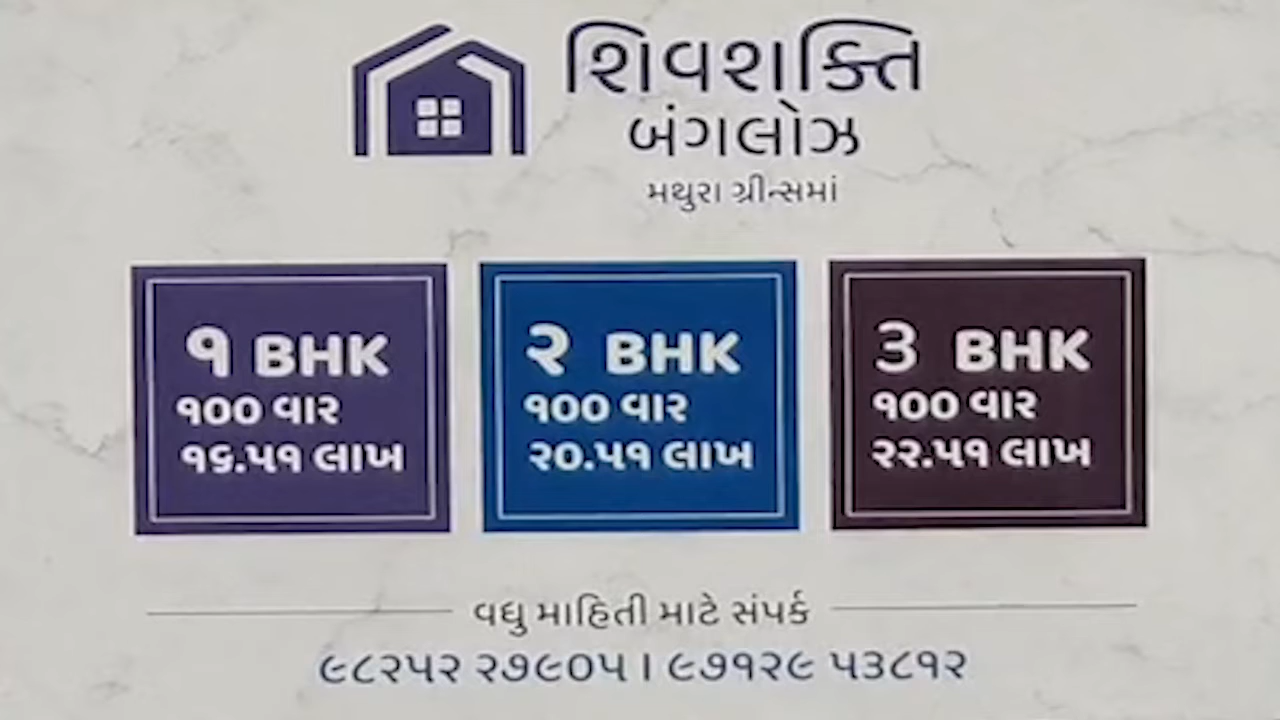 શિવશક્તિ
બંગલોઝ
મથુરા ગ્રીન્સમાં
૧ BHK
૧૦૦ વાર
૧૬.૫૧ લાખ
૨ BHK
૧૦૦ વાર
૨૦.૫૧ લાખ
૩ BHK
૧૦૦ વાર
૨૨.૫૧ લાખ
વધુ માહિતી માટે સંપર્ક
૯૮૨૫૨ ૨૭૯૦૫ | ૯૭૧૨૯ ૫૩૮૧૨